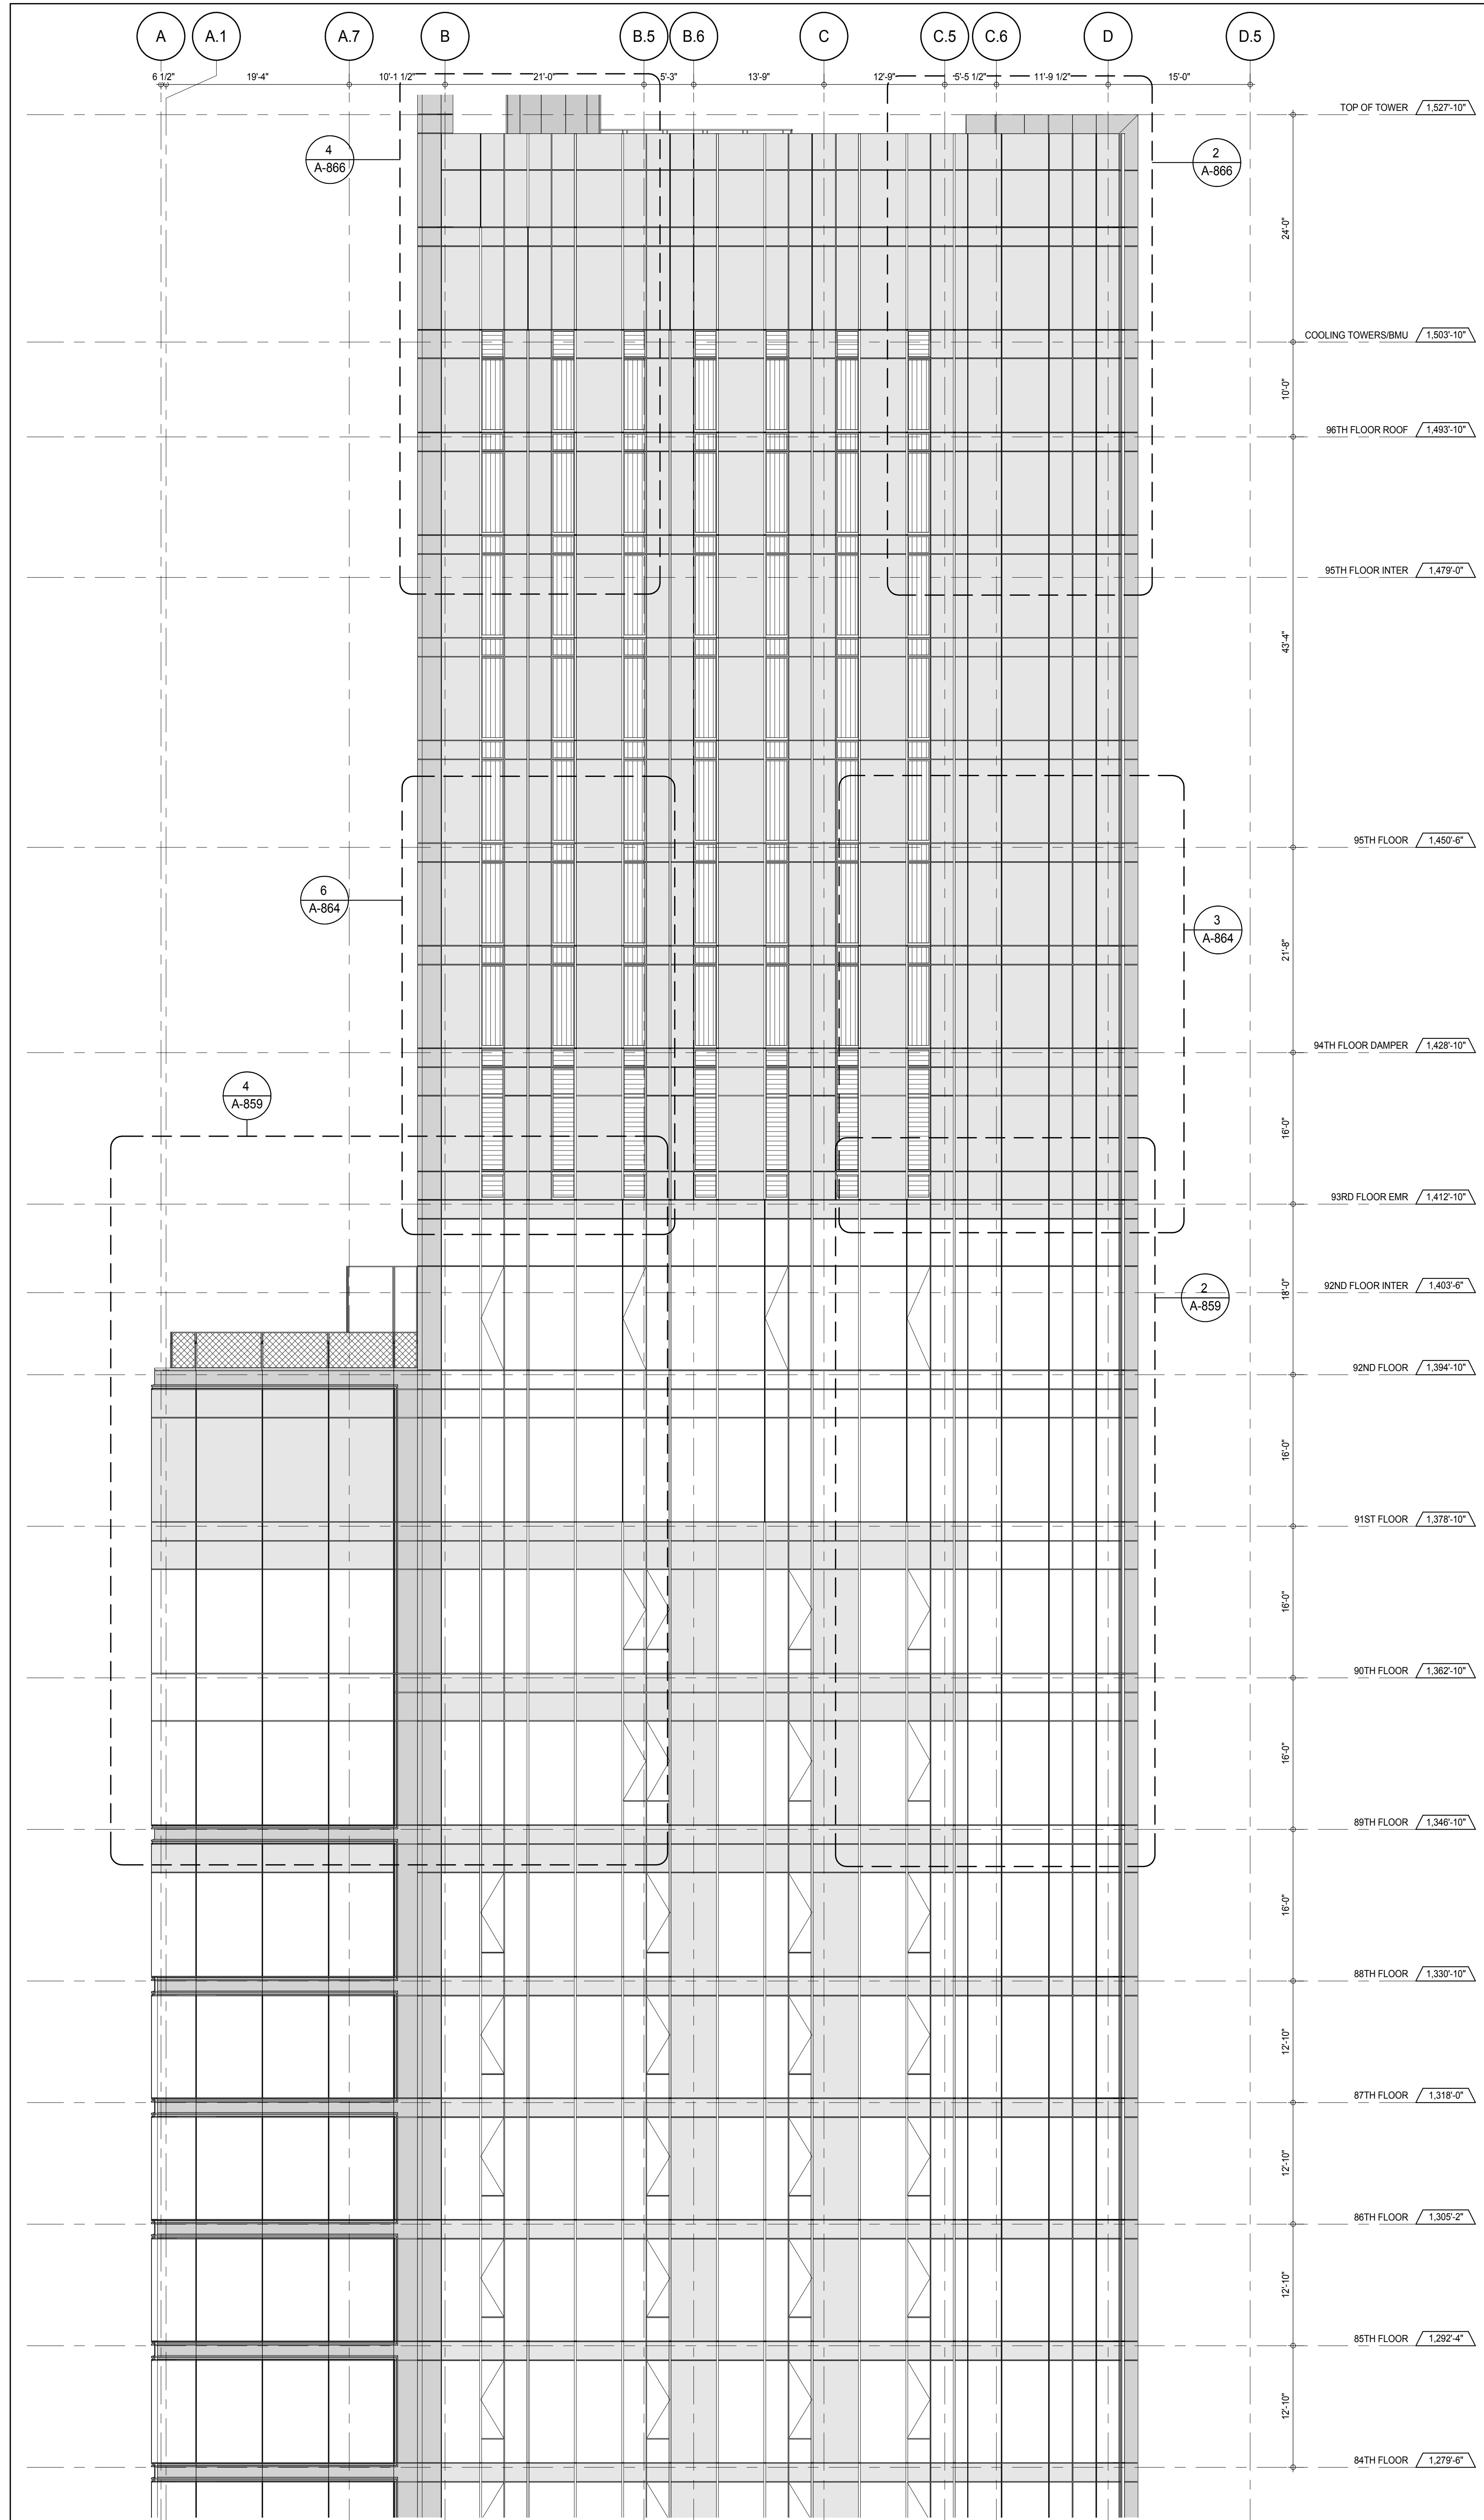 A A.1 A.7 B B.5 B.6 C C.5 C.6 D D.5
6 1/2" 19'-4" 10'-1 1/2" 21'-0" 5'-3" 13'-9" 12'-9" 5'-5 1/2" 11'-9 1/2" 15'-0"
TOP OF TOWER 1,527'-10"
4
A-866
2
A-866
24'-0"
COOLING TOWERS/BMU 1,503'-10"
10'-0"
96TH FLOOR ROOF 1,493'-10"
95TH FLOOR INTER 1,479'-0"
43'-4"
95TH FLOOR 1,450'-6"
6
A-864
3
A-864
21'-8"
94TH FLOOR DAMPER 1,428'-10"
4
A-859
16'-0"
93RD FLOOR EMR 1,412'-10"
92ND FLOOR INTER 1,403'-6"
18'-0"
2
A-859
92ND FLOOR 1,394'-10"
16'-0"
91ST FLOOR 1,378'-10"
16'-0"
90TH FLOOR 1,362'-10"
16'-0"
89TH FLOOR 1,346'-10"
16'-0"
88TH FLOOR 1,330'-10"
12'-10"
87TH FLOOR 1,318'-0"
12'-10"
86TH FLOOR 1,305'-2"
12'-10"
85TH FLOOR 1,292'-4"
12'-10"
84TH FLOOR 1,279'-6"